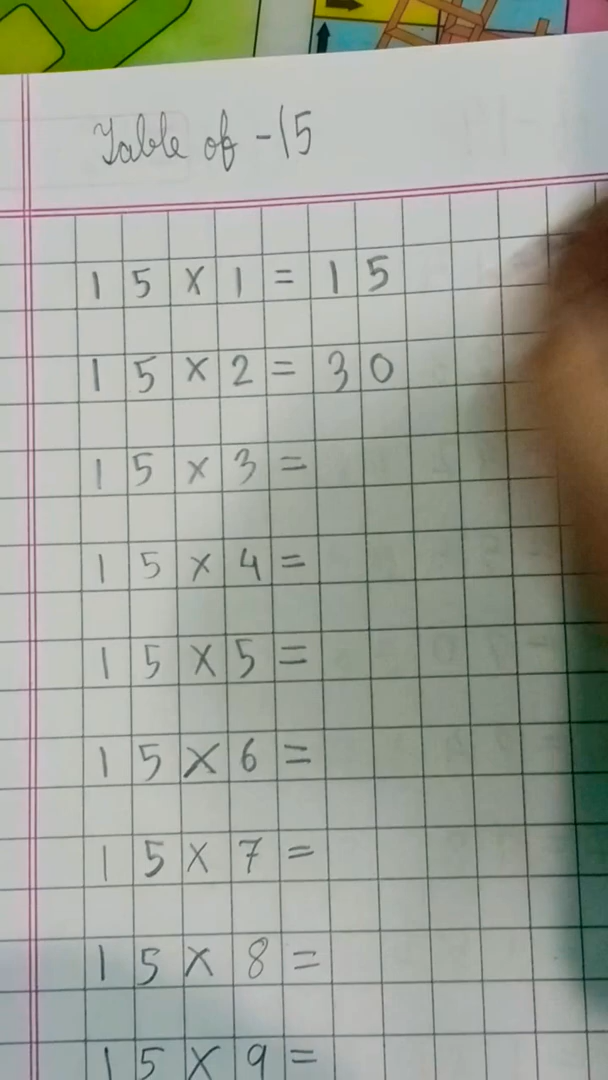 Table of -15
15 × 1 = 15
15 × 2 = 30
15 × 3 =
15 × 4 =
15 × 5 =
15 × 6 =
15 × 7 =
15 × 8 =
15 × 9 =